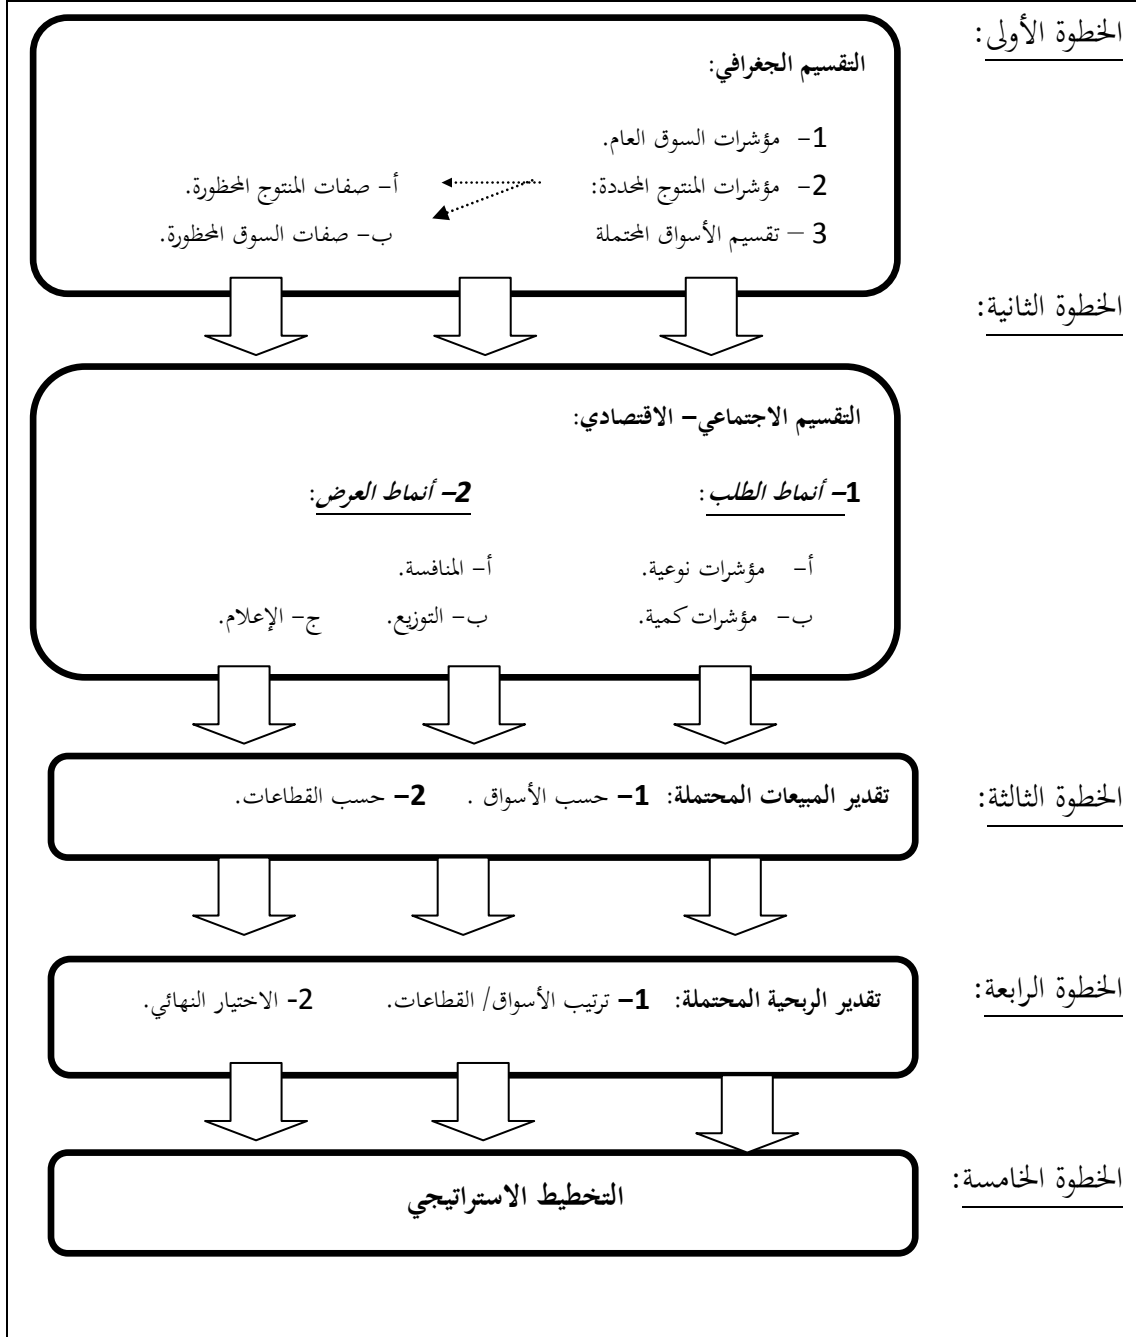 الخطوة الأولى:
التقسيم الجغرافي:
1- مؤشرات السوق العام.
2- مؤشرات المنتوج المحددة: أ- صفات المنتوج المحظورة.
3 – تقسيم الأسواق المحتملة ب- صفات السوق المحظورة.
الخطوة الثانية:
التقسيم الاجتماعي– الاقتصادي:
1– أنماط الطلب: 2– أنماط العرض:
أ- مؤشرات نوعية. أ- المنافسة.
ب- مؤشرات كمية. ب- التوزيع. ج- الإعلام.
الخطوة الثالثة:
تقدير المبيعات المحتملة: 1– حسب الأسواق . 2– حسب القطاعات.
الخطوة الرابعة:
تقدير الربحية المحتملة: 1– ترتيب الأسواق/ القطاعات. 2- الاختيار النهائي.
الخطوة الخامسة:
التخطيط الاستراتيجي